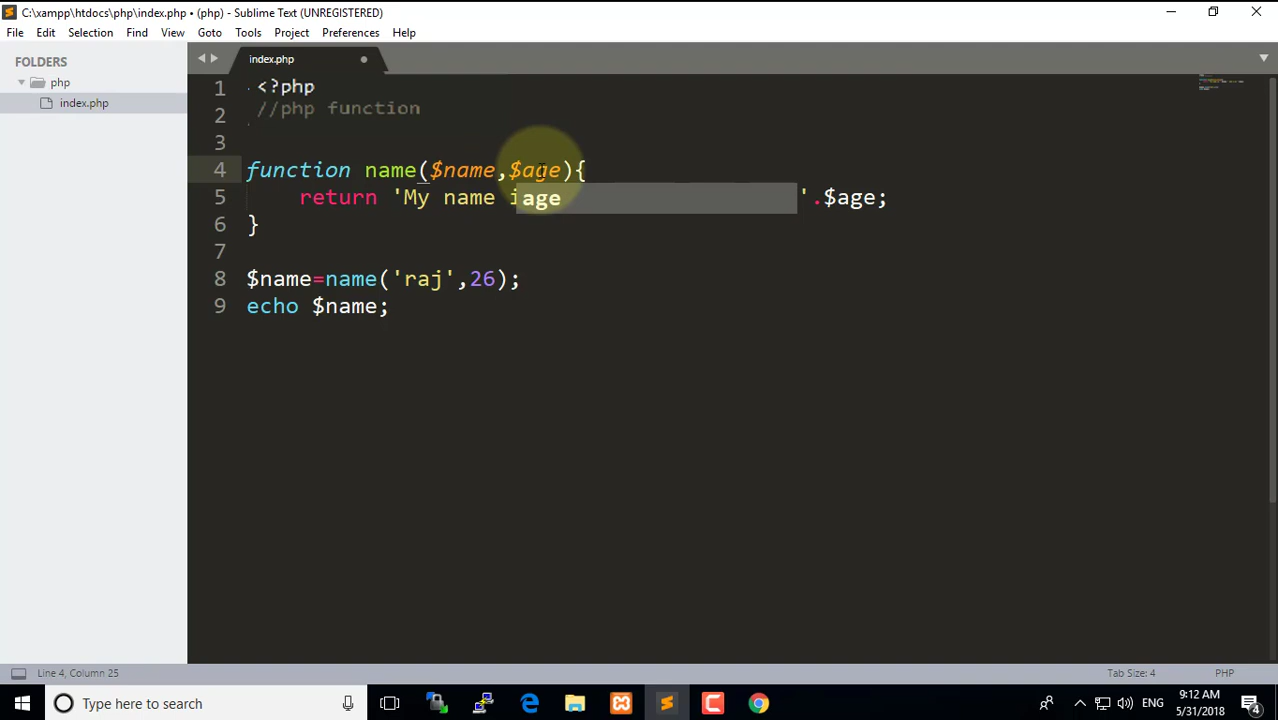 C:\xampp\htdocs\php\index.php • (php) - Sublime Text (UNREGISTERED)
File Edit Selection Find View Goto Tools Project Preferences Help
FOLDERS
php
index.php
index.php
1 <?php
2 //php function
3
4 function name($name,$age){
5 return 'My name i '.$age;
age
6 }
7
8 $name=name('raj',26);
9 echo $name;
Line 4, Column 25
Tab Size: 4
PHP
Type here to search
ENG
9:12 AM
5/31/2018
4